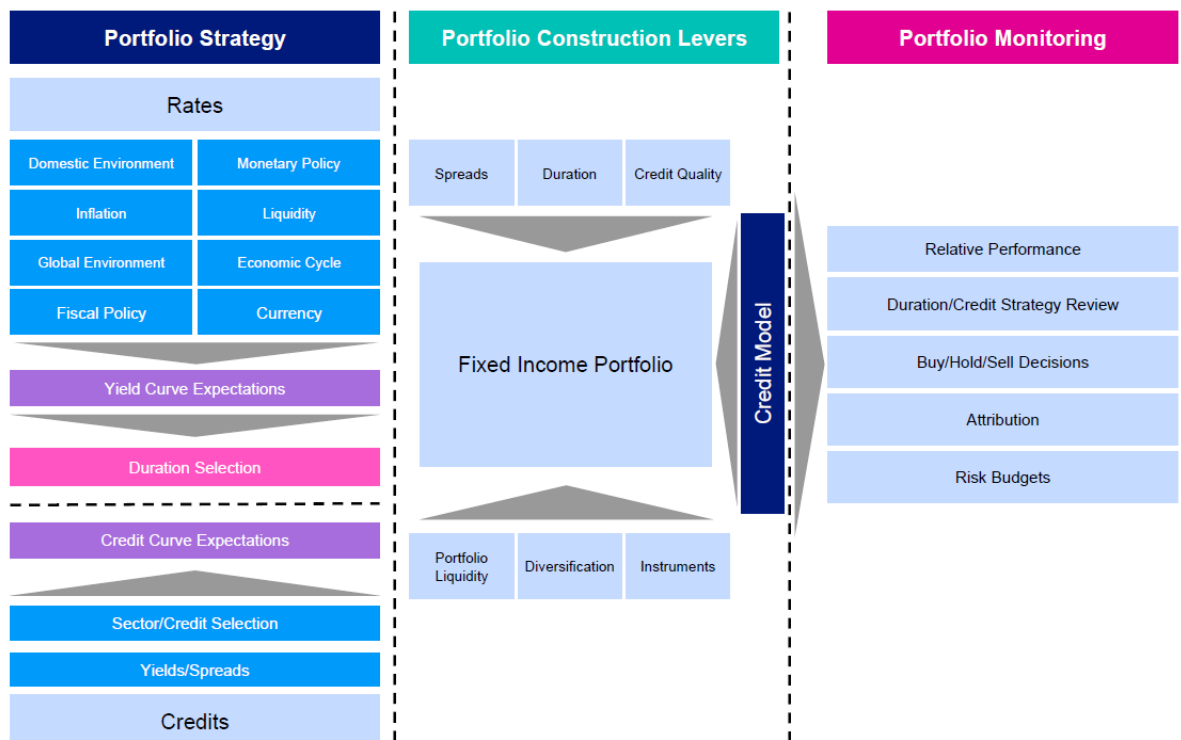 Portfolio Strategy
Rates
Domestic Environment
Monetary Policy
Inflation
Liquidity
Global Environment
Economic Cycle
Fiscal Policy
Currency
Yield Curve Expectations
Duration Selection
Credit Curve Expectations
Sector/Credit Selection
Yields/Spreads
Credits
Portfolio Construction Levers
Spreads
Duration
Credit Quality
Fixed Income Portfolio
Credit Model
Portfolio
Liquidity
Diversification
Instruments
Portfolio Monitoring
Relative Performance
Duration/Credit Strategy Review
Buy/Hold/Sell Decisions
Attribution
Risk Budgets